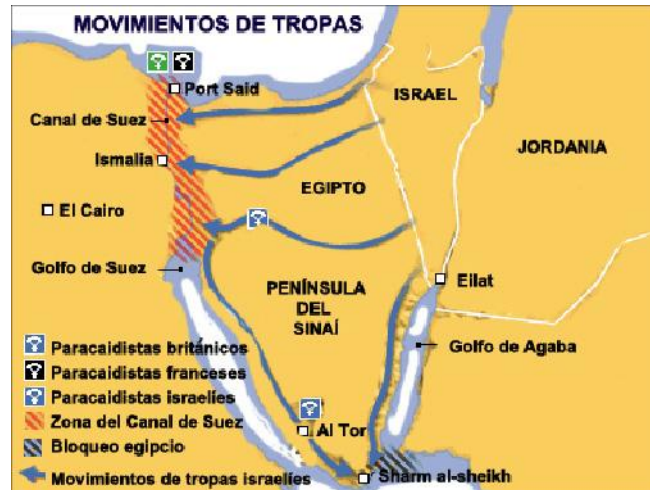 MOVIMIENTOS DE TROPAS
Port Said
ISRAEL
Canal de Suez
JORDANIA
Ismalia
EGIPTO
El Cairo
Golfo de Suez
Eilat
PENÍNSULA
DEL
SINAÍ
Golfo de Agaba
Paracaidistas británicos
Paracaidistas franceses
Paracaidistas israelíes
Zona del Canal de Suez
Al Tor
Bloqueo egipcio
Movimientos de tropas israelíes
Sharm al-sheikh